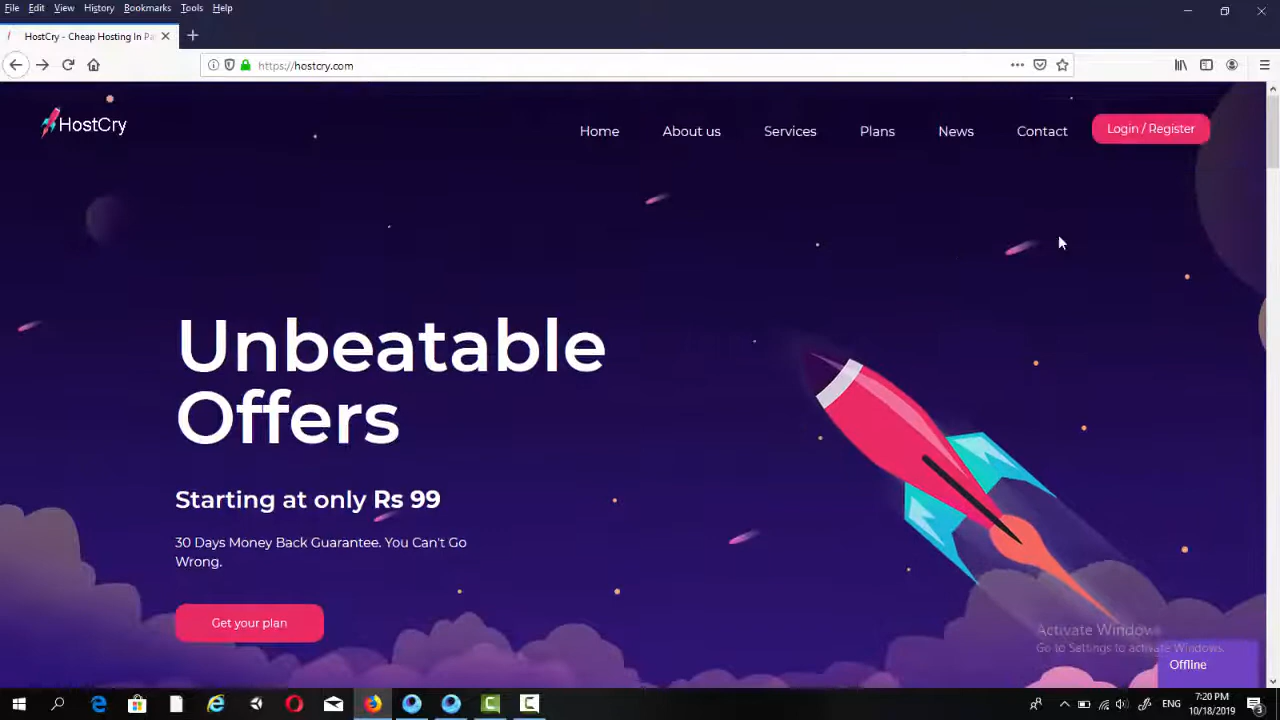 File Edit View History Bookmarks Tools Help
HostCry - Cheap Hosting In Pa
https://hostcry.com
HostCry
Home About us Services Plans News Contact Login / Register
Unbeatable
Offers
Starting at only Rs 99
30 Days Money Back Guarantee. You Can't Go
Wrong.
Get your plan
Activate Windows
Go to Settings to activate Windows.
Offline
ENG
7:20 PM
10/18/2019
3